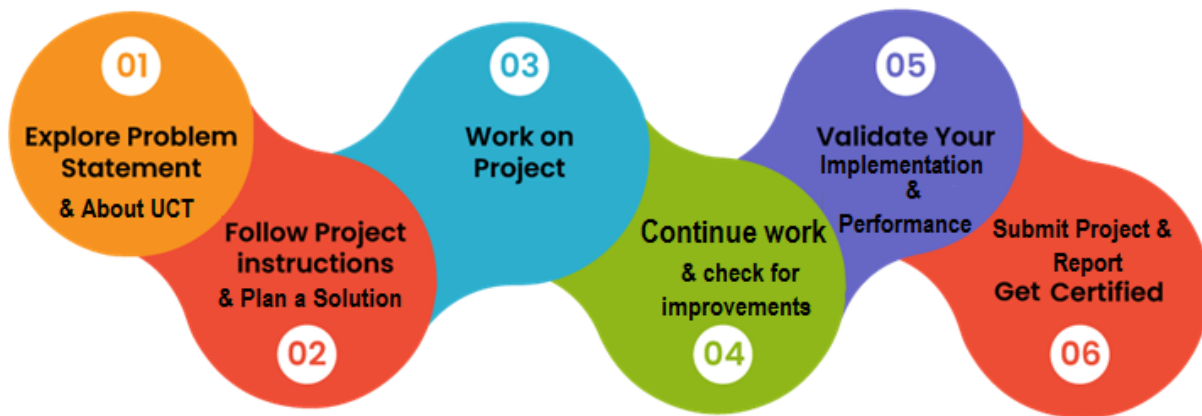 01
Explore Problem
Statement
& About UCT
Follow Project
instructions
& Plan a Solution
02
03
Work on
Project
Continue work
& check for
improvements
04
05
Validate Your
Implementation
&
Performance
Submit Project &
Report
Get Certified
06